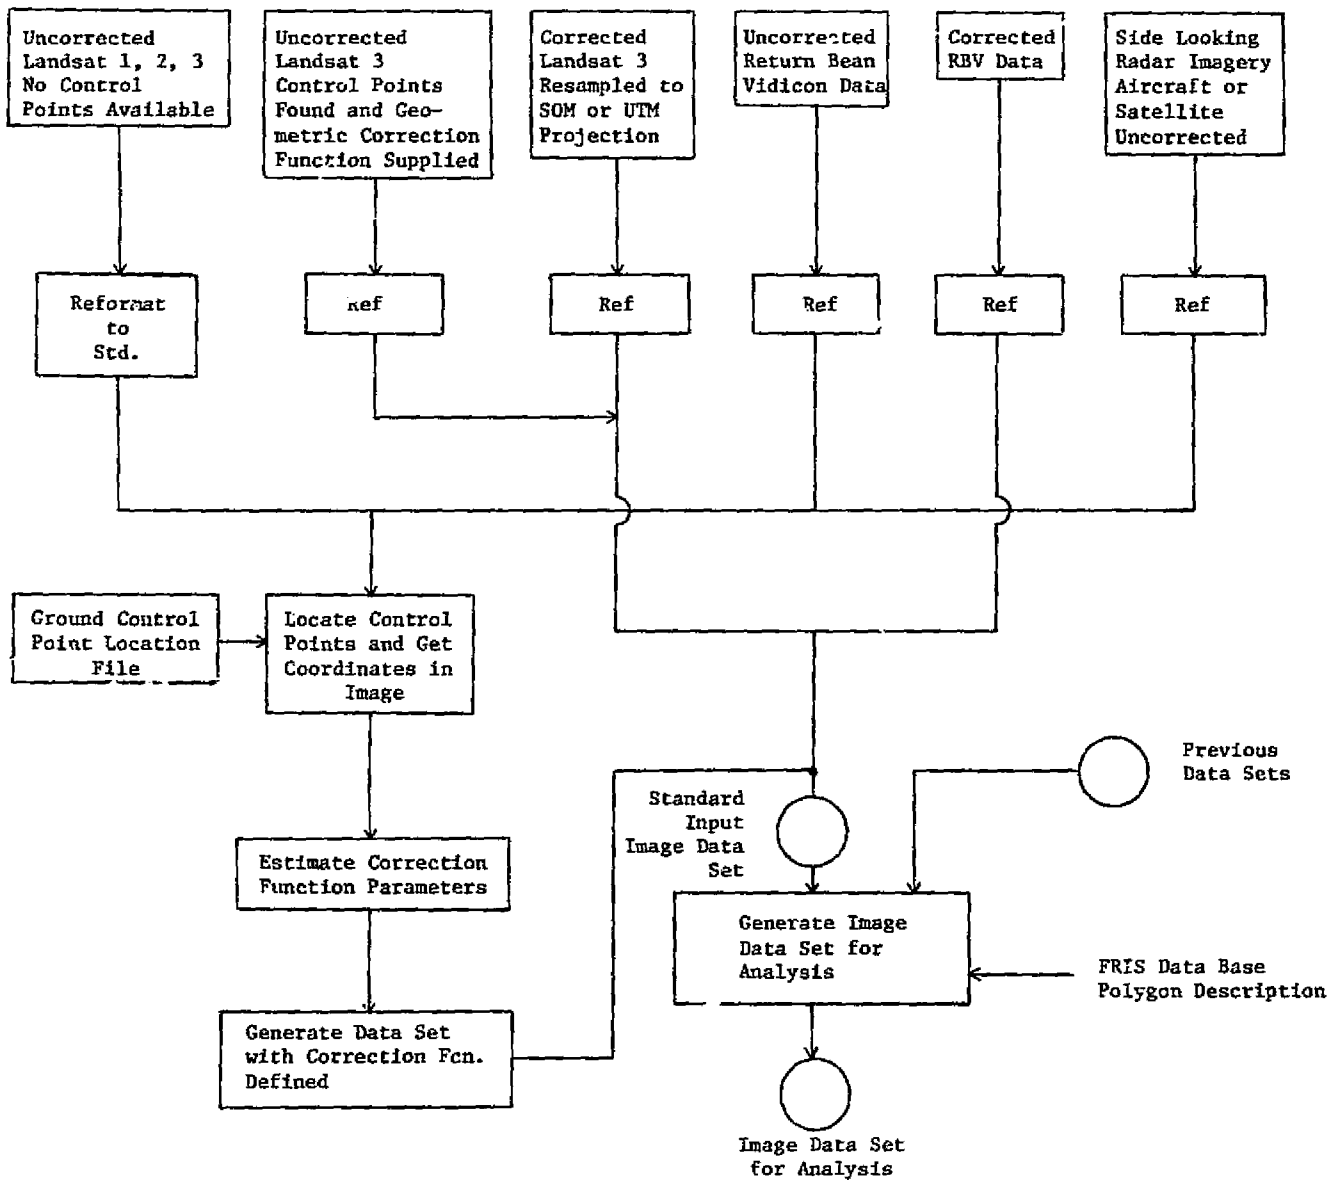 Uncorrected
Landsat 1, 2, 3
No Control
Points Available
Uncorrected
Landsat 3
Control Points
Found and Geo-
metric Correction
Function Supplied
Corrected
Landsat 3
Resampled to
SOM or UTM
Projection
Uncorrected
Return Bean
Vidicon Data
Corrected
RBV Data
Side Looking
Radar Imagery
Aircraft or
Satellite
Uncorrected
Reformat
to
Std.
Ref
Ref
Ref
Ref
Ref
Ground Control
Point Location
File
Locate Control
Points and Get
Coordinates in
Image
Previous
Data Sets
Standard
Input
Image Data
Set
Estimate Correction
Function Parameters
Generate Image
Data Set for
Analysis
FRIS Data Base
Polygon Description
Generate Data Set
with Correction Fcn.
Defined
Image Data Set
for Analysis